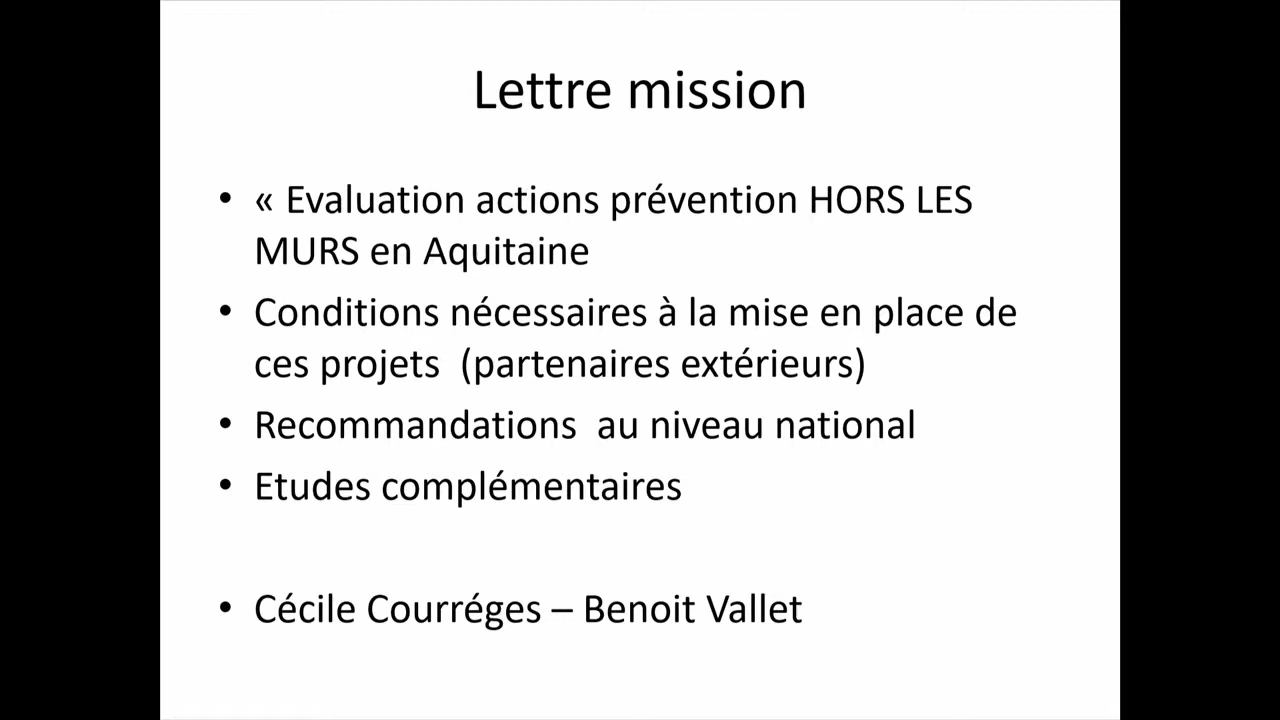 Lettre mission
• « Evaluation actions prévention HORS LES
MURS en Aquitaine
• Conditions nécessaires à la mise en place de
ces projets  (partenaires extérieurs)
• Recommandations  au niveau national
• Etudes complémentaires
• Cécile Courréges – Benoit Vallet